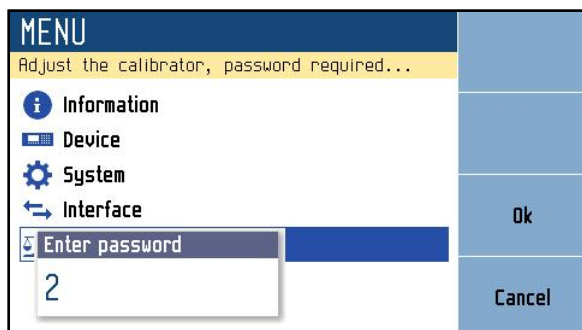 MENU
Adjust the calibrator, password required...
Information
Device
System
Interface
Enter password
2
Ok
Cancel